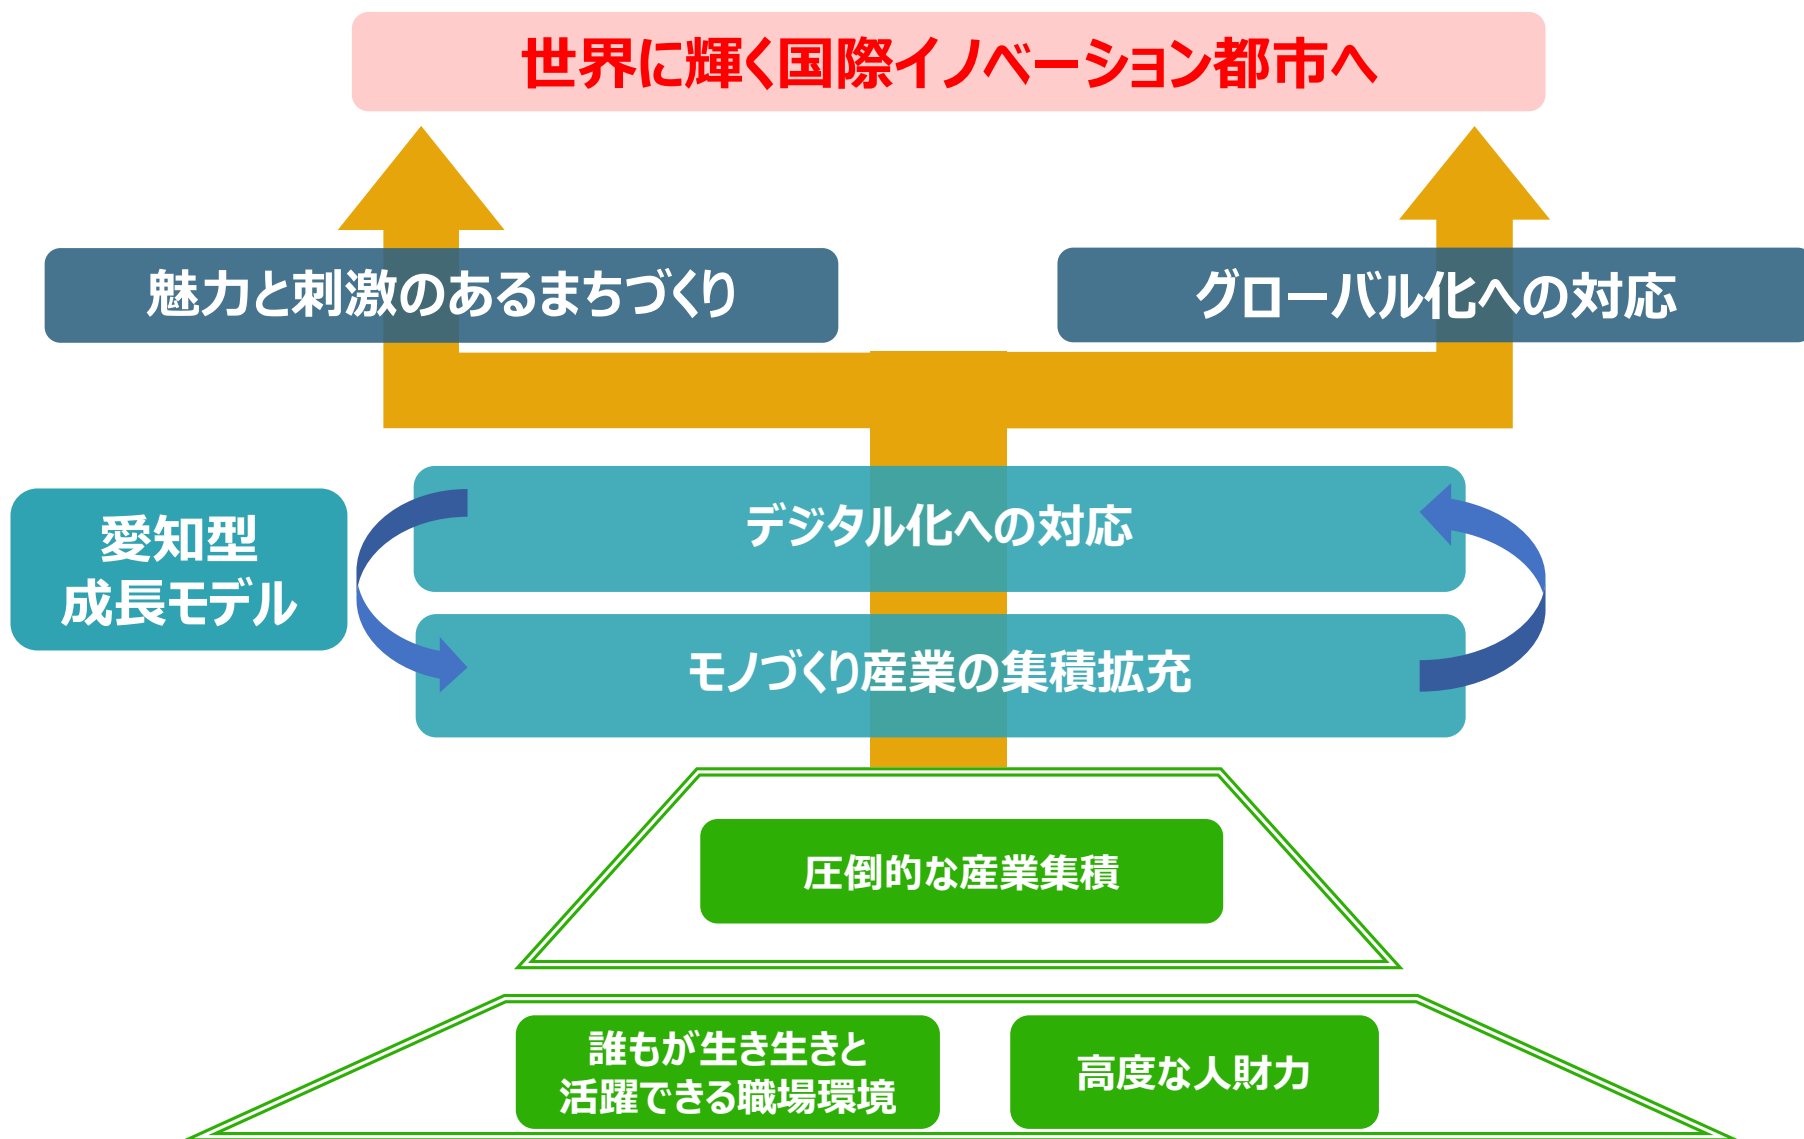 世界に輝く国際イノベーション都市へ
魅力と刺激のあるまちづくり
グローバル化への対応
愛知型
成長モデル
デジタル化への対応
モノづくり産業の集積拡充
圧倒的な産業集積
誰もが生き生きと
活躍できる職場環境
高度な人財力